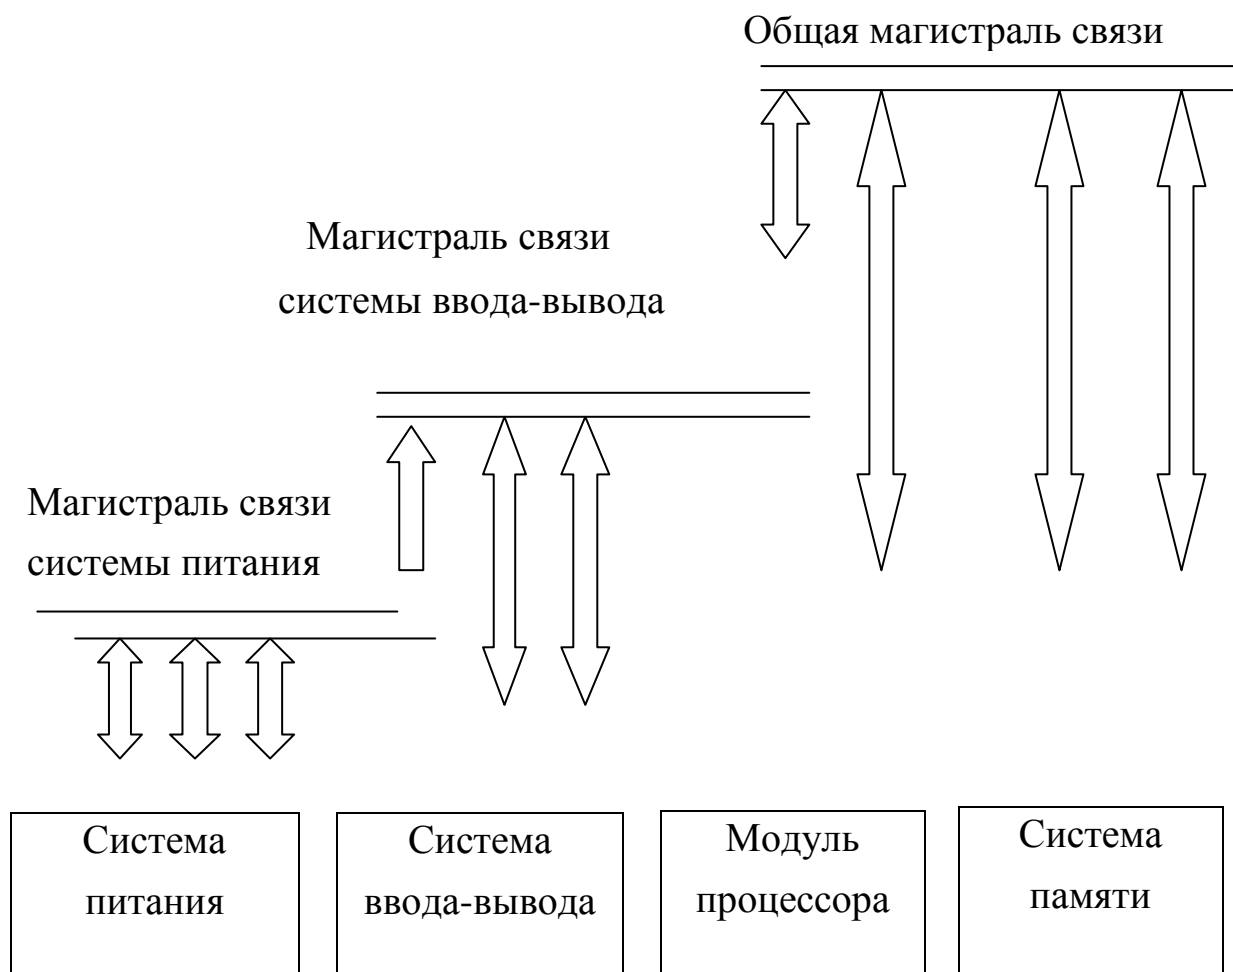 Общая магистраль связи
Магистраль связи
системы ввода-вывода
Магистраль связи
системы питания
Система
питания
Система
ввода-вывода
Модуль
процессора
Система
памяти